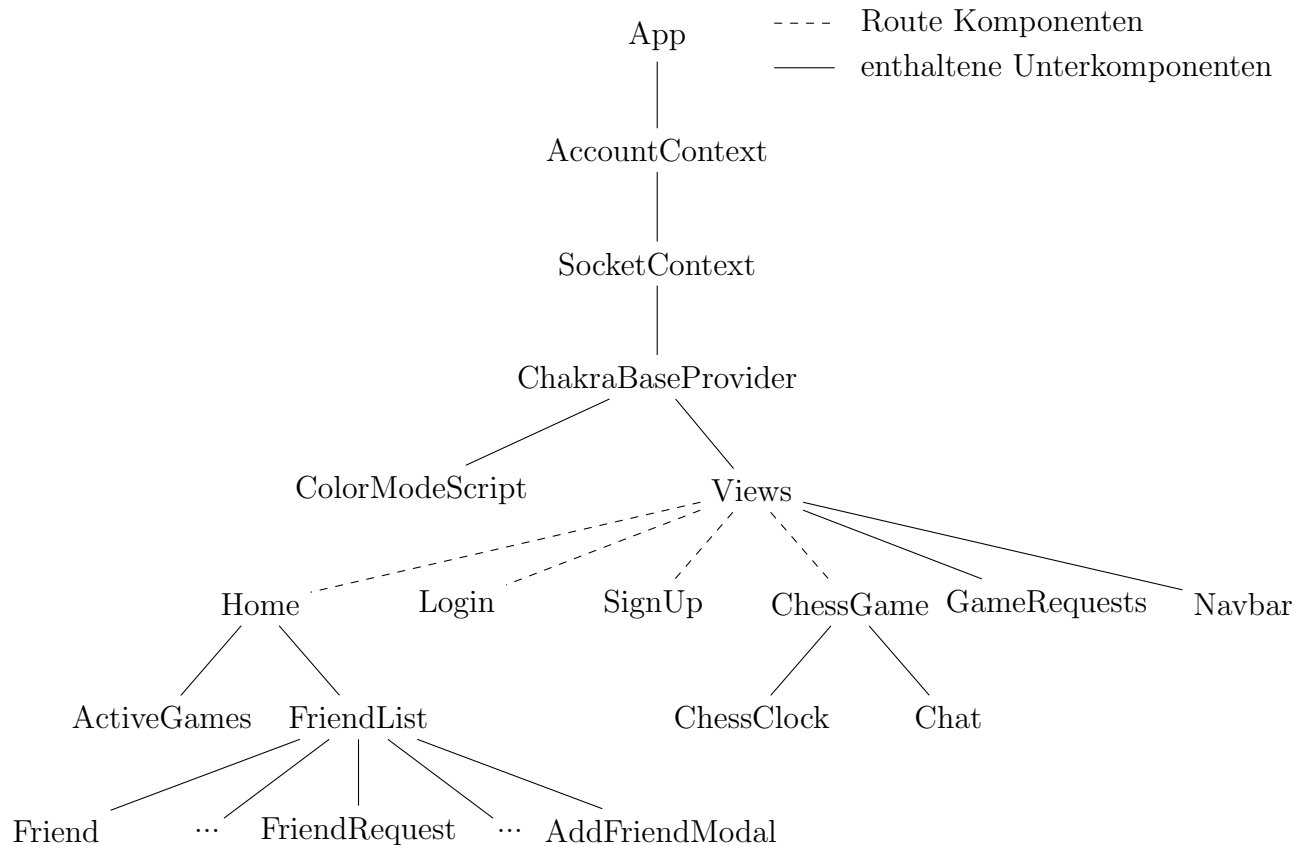 App
Route Komponenten
enthaltene Unterkomponenten
AccountContext
SocketContext
ChakraBaseProvider
ColorModeScript
Views
Home
Login
SignUp
ChessGame
GameRequests
Navbar
ActiveGames
FriendList
ChessClock
Chat
Friend
...
FriendRequest
...
AddFriendModal